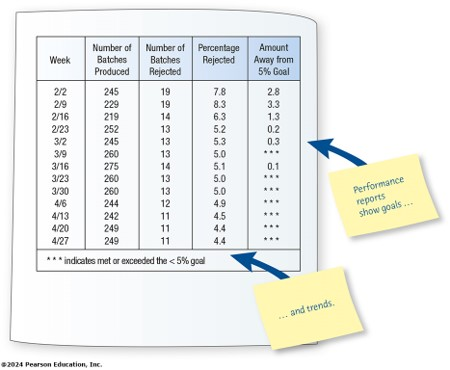 Week Number of Batches Produced Number of Batches Rejected Percentage Rejected Amount Away from 5% Goal
2/2 245 19 7.8 2.8
2/9 229 19 8.3 3.3
2/16 219 14 6.3 1.3
2/23 252 13 5.2 0.2
3/2 245 13 5.3 0.3
3/9 260 13 5.0 ***
3/16 275 14 5.1 0.1
3/23 260 13 5.0 ***
3/30 260 13 5.0 ***
4/6 244 12 4.9 ***
4/13 242 11 4.5 ***
4/20 249 11 4.4 ***
4/27 249 11 4.4 ***
*** indicates met or exceeded the < 5% goal
Performance
reports
show goals ...
... and trends.
©2024 Pearson Education, Inc.